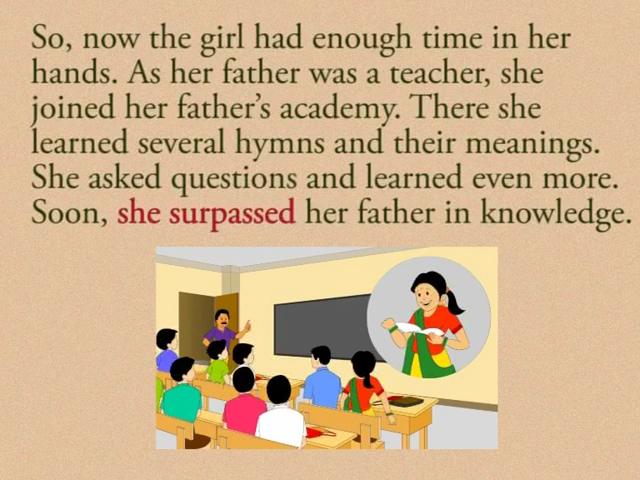 So, now the girl had enough time in her
hands. As her father was a teacher, she
joined her father's academy. There she
learned several hymns and their meanings.
She asked questions and learned even more.
Soon, she surpassed her father in knowledge.